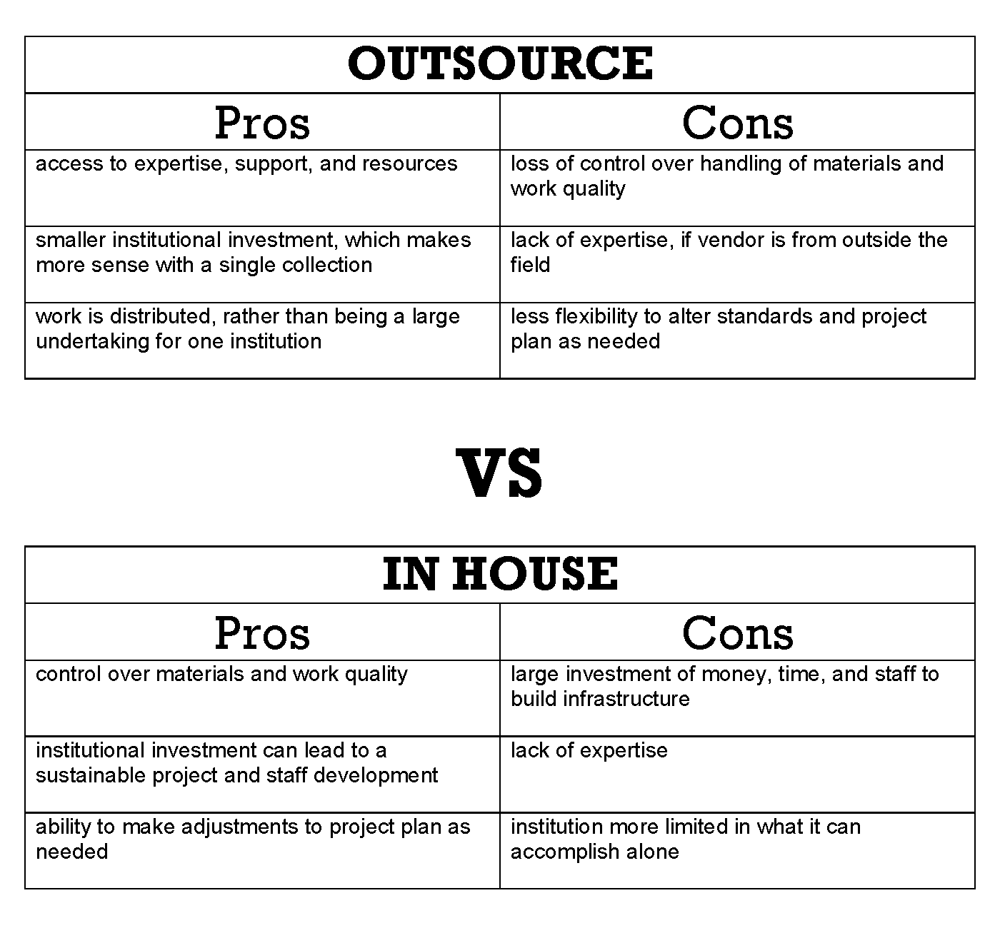 OUTSOURCE
Pros
Cons
access to expertise, support, and resources
loss of control over handling of materials and
work quality
smaller institutional investment, which makes
more sense with a single collection
lack of expertise, if vendor is from outside the
field
work is distributed, rather than being a large
undertaking for one institution
less flexibility to alter standards and project
plan as needed
VS
IN HOUSE
Pros
Cons
control over materials and work quality
large investment of money, time, and staff to
build infrastructure
institutional investment can lead to a
sustainable project and staff development
lack of expertise
ability to make adjustments to project plan as
needed
institution more limited in what it can
accomplish alone